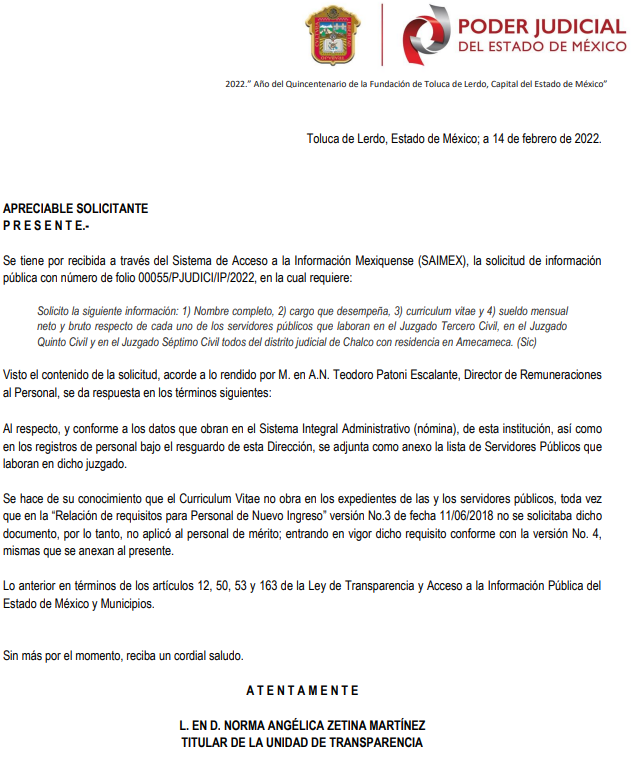 PODER JUDICIAL
DEL ESTADO DE MÉXICO
2022.” Año del Quincentenario de la Fundación de Toluca de Lerdo, Capital del Estado de México”
Toluca de Lerdo, Estado de México; a 14 de febrero de 2022.
APRECIABLE SOLICITANTE
P R E S E N T E.-
Se tiene por recibida a través del Sistema de Acceso a la Información Mexiquense (SAIMEX), la solicitud de información
pública con número de folio 00055/PJUDICI/IP/2022, en la cual requiere:
Solicito la siguiente información: 1) Nombre completo, 2) cargo que desempeña, 3) curriculum vitae y 4) sueldo mensual
neto y bruto respecto de cada uno de los servidores públicos que laboran en el Juzgado Tercero Civil, en el Juzgado
Quinto Civil y en el Juzgado Séptimo Civil todos del distrito judicial de Chalco con residencia en Amecameca. (Sic)
Visto el contenido de la solicitud, acorde a lo rendido por M. en A.N. Teodoro Patoni Escalante, Director de Remuneraciones
al Personal, se da respuesta en los términos siguientes:
Al respecto, y conforme a los datos que obran en el Sistema Integral Administrativo (nómina), de esta institución, así como
en los registros de personal bajo el resguardo de esta Dirección, se adjunta como anexo la lista de Servidores Públicos que
laboran en dicho juzgado.
Se hace de su conocimiento que el Curriculum Vitae no obra en los expedientes de las y los servidores públicos, toda vez
que en la “Relación de requisitos para Personal de Nuevo Ingreso” versión No.3 de fecha 11/06/2018 no se solicitaba dicho
documento, por lo tanto, no aplicó al personal de mérito; entrando en vigor dicho requisito conforme con la versión No. 4,
mismas que se anexan al presente.
Lo anterior en términos de los artículos 12, 50, 53 y 163 de la Ley de Transparencia y Acceso a la Información Pública del
Estado de México y Municipios.
Sin más por el momento, reciba un cordial saludo.
A T E N T A M E N T E
L. EN D. NORMA ANGÉLICA ZETINA MARTÍNEZ
TITULAR DE LA UNIDAD DE TRANSPARENCIA